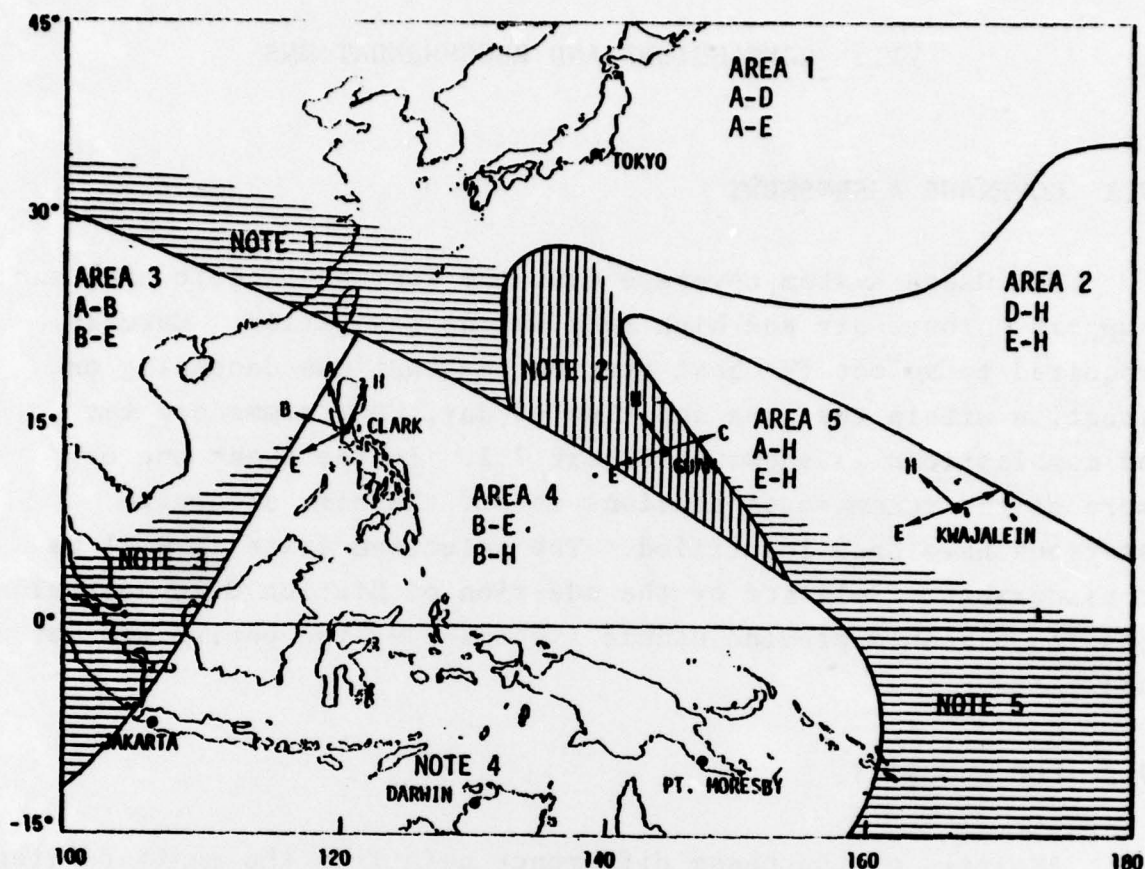 45°
AREA 1
A-D
A-E
TOKYO
30°
NOTE 1
AREA 3
A-B
B-E
AREA 2
D-H
E-H
A
H
NOTE 2
B
15°
CLARK
C
AREA 5
A-H
E-H
E
E
H
E
KWAJALEIN
AREA 4
B-E
B-H
NOTE 3
0°
NOTE 5
JAKARTA
NOTE 4
DARWIN
PT. MORESBY
-15°
100
120
140
160
180